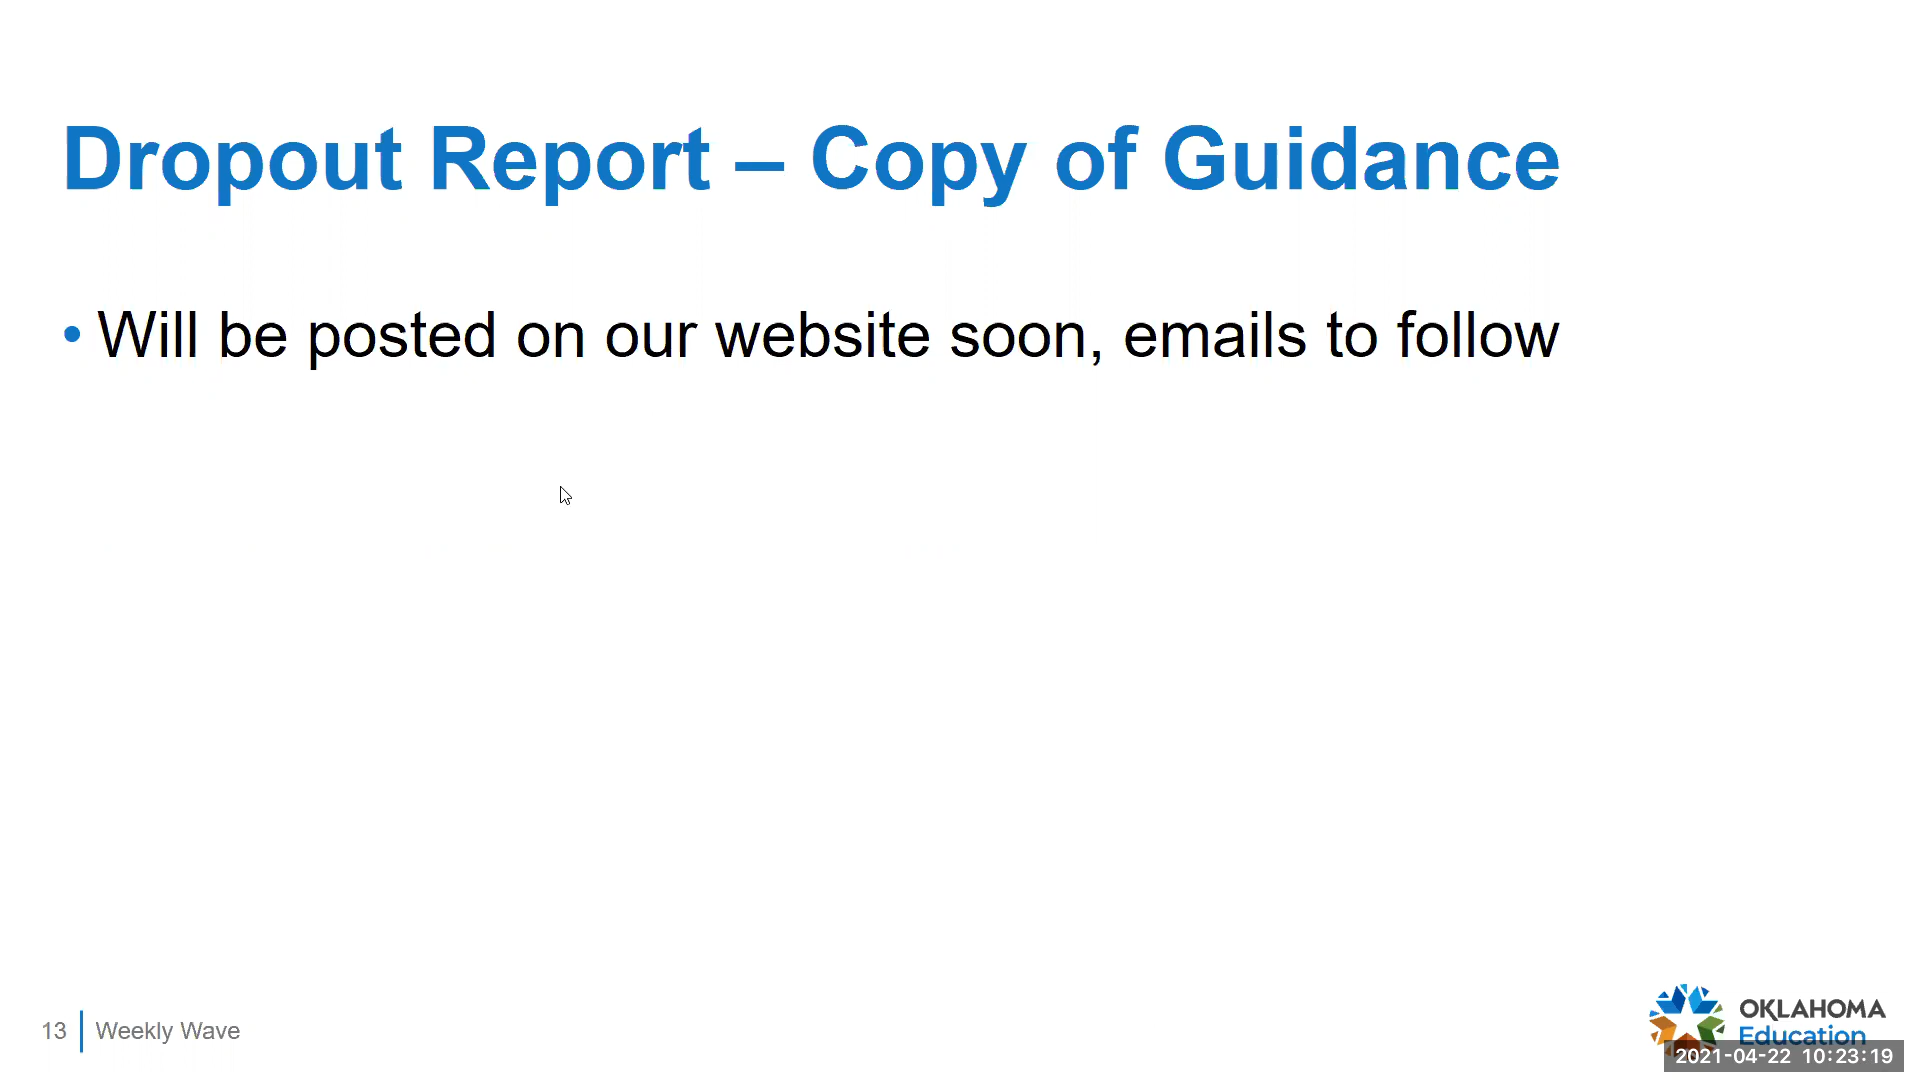 Dropout Report – Copy of Guidance
• Will be posted on our website soon, emails to follow
13 Weekly Wave
OKLAHOMA
Education
2021-04-22 10:23:19